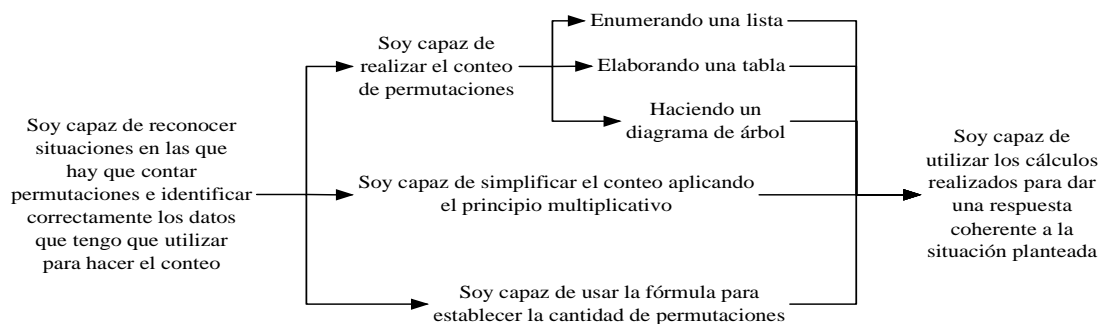 Soy capaz de reconocer
situaciones en las que
hay que contar
permutaciones e identificar
correctamente los datos
que tengo que utilizar
para hacer el conteo
Soy capaz de
realizar el conteo
de permutaciones
Enumerando una lista
Elaborando una tabla
Haciendo un
diagrama de árbol
Soy capaz de simplificar el conteo aplicando
el principio multiplicativo
Soy capaz de usar la fórmula para
establecer la cantidad de permutaciones
Soy capaz de
utilizar los cálculos
realizados para dar
una respuesta
coherente a la
situación planteada